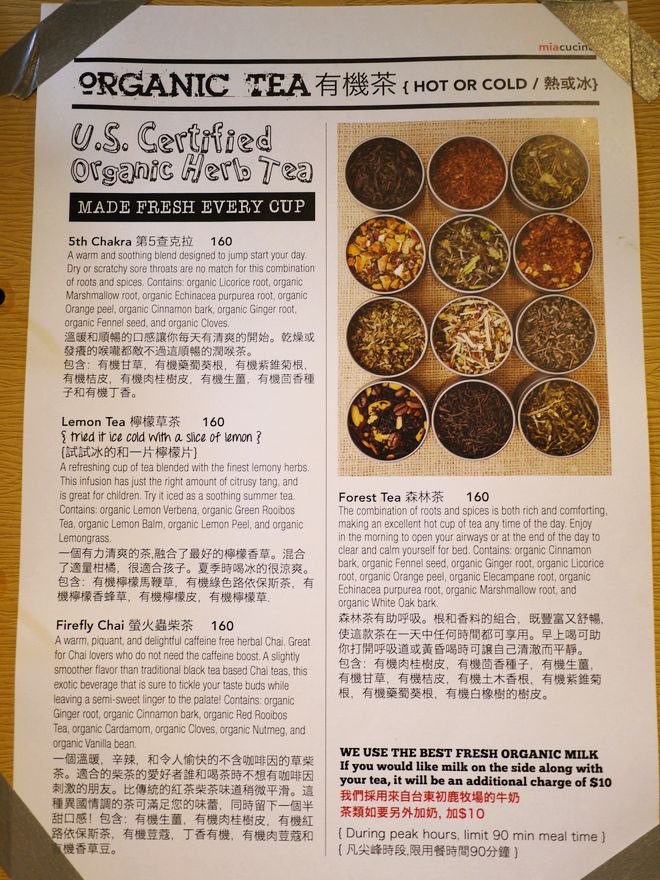 miacucina
ORGANIC TEA 有機茶 { HOT OR COLD / 熱或冰}
U.S. Certified
Organic Herb Tea
MADE FRESH EVERY CUP
5th Chakra 第5查克拉 160
A warm and soothing blend designed to jump start your day.
Dry or scratchy sore throats are no match for this combination
of roots and spices. Contains: organic Licorice root, organic
Marshmallow root, organic Echinacea purpurea root, organic
Orange peel, organic Cinnamon bark, organic Ginger root,
organic Fennel seed, and organic Cloves.
溫暖和順暢的口感讓你每天有清爽的開始。乾燥或
發癢的喉嚨都敵不過這順暢的潤喉茶。
包含：有機甘草，有機藥蜀葵根，有機紫錐菊根，
有機桔皮，有機肉桂樹皮，有機生薑，有機茴香種
子和有機丁香。
Lemon Tea 檸檬草茶 160
{ tried it ice cold with a slice of lemon }
{試試冰的和一片檸檬片}
A refreshing cup of tea blended with the finest lemony herbs.
This infusion has just the right amount of citrusy tang, and
is great for children. Try it iced as a soothing summer tea.
Contains: organic Lemon Verbena, organic Green Rooibos
Tea, organic Lemon Balm, organic Lemon Peel, and organic
Lemongrass.
一個有力清爽的茶,融合了最好的檸檬香草。混合
了適量柑橘，很適合孩子。夏季時喝冰的很涼爽。
包含：有機檸檬馬鞭草，有機綠色路依保斯茶，有
機檸檬香蜂草，有機檸檬皮，有機檸檬草.
Firefly Chai 螢火蟲柴茶 160
A warm, piquant, and delightful caffeine free herbal Chai. Great
for Chai lovers who do not need the caffeine boost. A slightly
smoother flavor than traditional black tea based Chai teas, this
exotic beverage that is sure to tickle your taste buds while
leaving a semi-sweet linger to the palate! Contains: organic
Ginger root, organic Cinnamon bark, organic Red Rooibos
Tea, organic Cardamom, organic Cloves, organic Nutmeg, and
organic Vanilla bean.
一個溫暖，辛辣，和令人愉快的不含咖啡因的草柴
茶。適合的柴茶的愛好者誰和喝茶時不想有咖啡因
刺激的朋友。比傳統的紅茶柴茶味道稍微平滑。這
種異國情調的茶可滿足您的味蕾，同時留下一個半
甜口感！包含：有機生薑，有機肉桂樹皮，有機紅
路依保斯茶，有機荳蔻，丁香有機，有機肉荳蔻和
有機香草豆。
Forest Tea 森林茶 160
The combination of roots and spices is both rich and comforting,
making an excellent hot cup of tea any time of the day. Enjoy
in the morning to open your airways or at the end of the day to
clear and calm yourself for bed. Contains: organic Cinnamon
bark, organic Fennel seed, organic Ginger root, organic Licorice
root, organic Orange peel, organic Elecampane root, organic
Echinacea purpurea root, organic Marshmallow root, and
organic White Oak bark.
森林茶有助呼吸。根和香料的組合，既豐富又舒暢,
使這款茶在一天中任何時間都可享用。早上喝可助
你打開呼吸道或黃昏喝時可讓自己清澈而平靜。
包含：有機肉桂樹皮，有機茴香種子，有機生薑，
有機甘草，有機桔皮，有機土木香根，有機紫錐菊
根，有機藥蜀葵根，有機白橡樹的樹皮。
WE USE THE BEST FRESH ORGANIC MILK
If you would like milk on the side along with
your tea, it will be an additional charge of $10
我們採用來自台東初鹿牧場的牛奶
茶類如要另外加奶, 加$10
{ During peak hours, limit 90 min meal time }
{ 凡尖峰時段,限用餐時間90分鐘 }